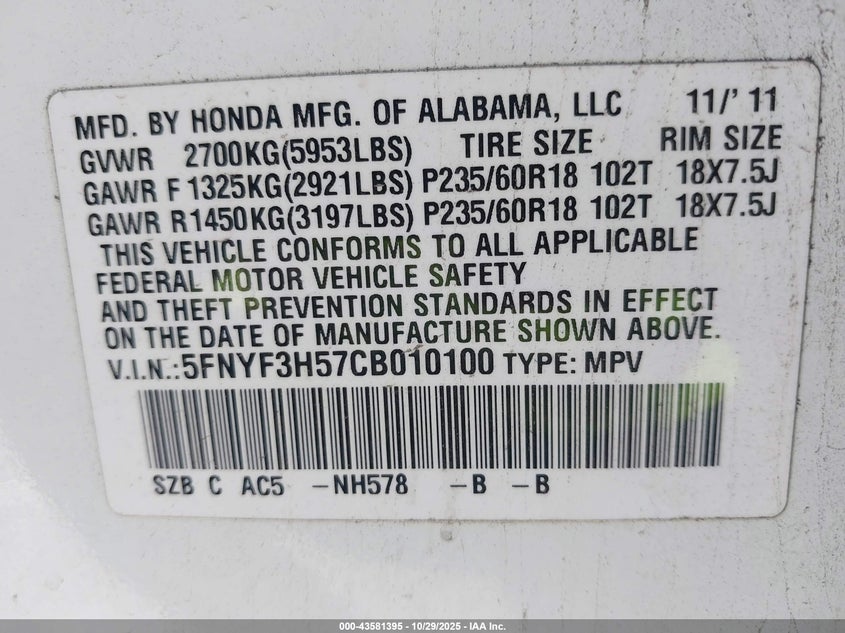 MFD. BY HONDA MFG. OF ALABAMA, LLC 11/' 11
GVWR 2700KG(5953LBS) TIRE SIZE RIM SIZE
GAWR F 1325KG(2921LBS) P235/60R18 102T 18X7.5J
GAWR R1450KG(3197LBS) P235/60R18 102T 18X7.5J
THIS VEHICLE CONFORMS TO ALL APPLICABLE
FEDERAL MOTOR VEHICLE SAFETY
AND THEFT PREVENTION STANDARDS IN EFFECT
ON THE DATE OF MANUFACTURE SHOWN ABOVE.
V.I.N.:5FNYF3H57CB010100 TYPE: MPV
SZB C AC5 –NH578 –B –B
000-43581395 - 10/29/2025 - IAA Inc.